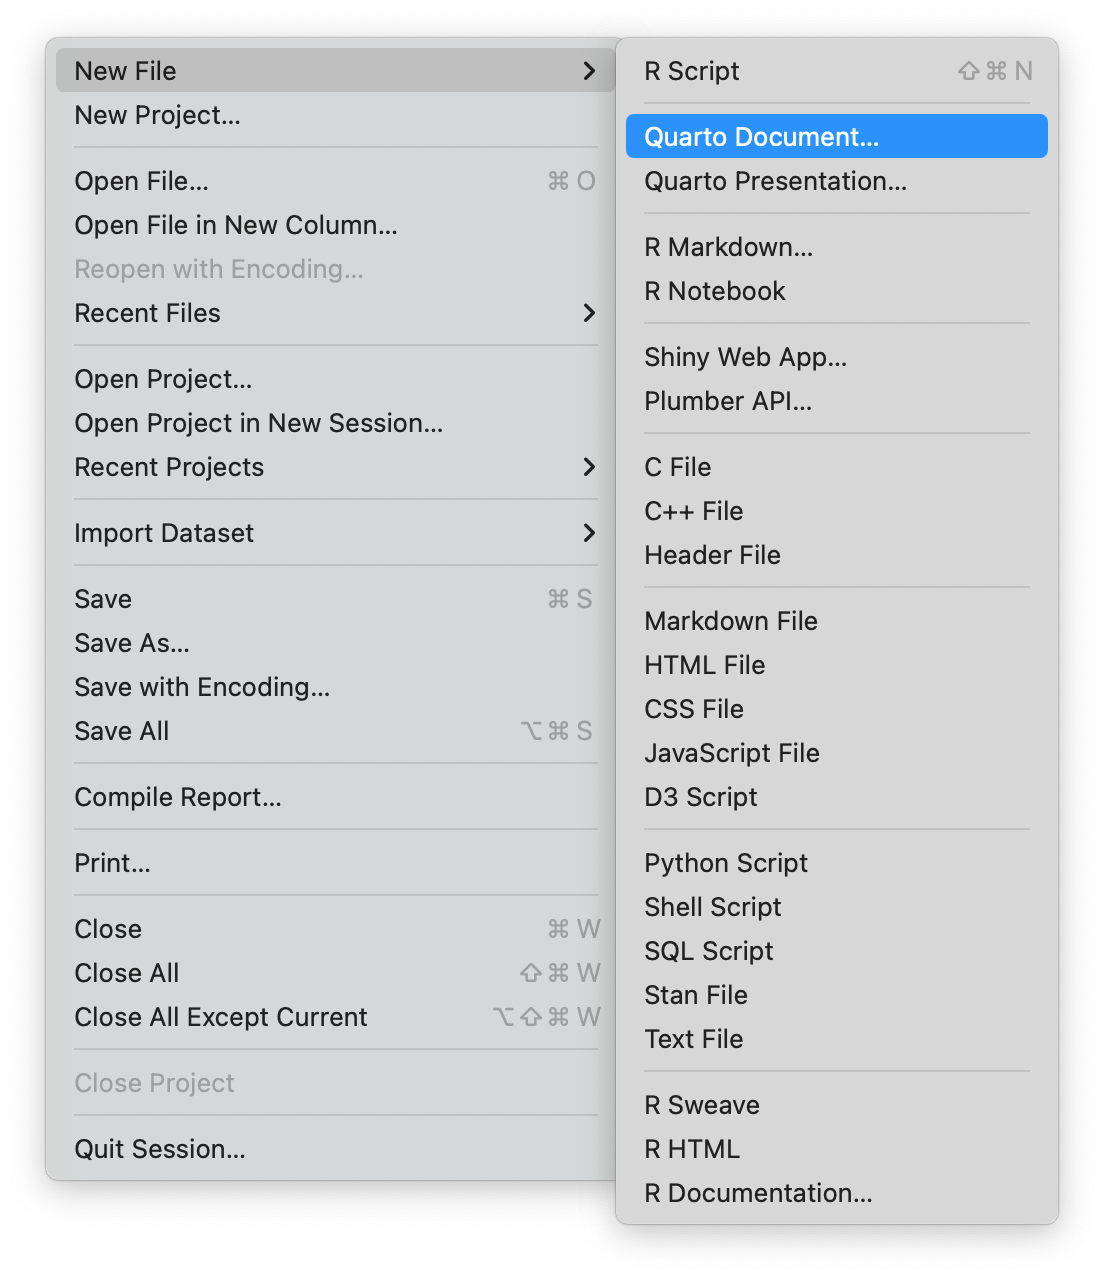 New File
New Project...
Open File... ⌘ O
Open File in New Column...
Reopen with Encoding...
Recent Files
Open Project...
Open Project in New Session...
Recent Projects
Import Dataset
Save ⌘ S
Save As...
Save with Encoding...
Save All ⌥ ⌘ S
Compile Report...
Print...
Close ⌘ W
Close All ⇧ ⌘ W
Close All Except Current ⌥ ⇧ ⌘ W
Close Project
Quit Session...
R Script ⇧ ⌘ N
Quarto Document...
Quarto Presentation...
R Markdown...
R Notebook
Shiny Web App...
Plumber API...
C File
C++ File
Header File
Markdown File
HTML File
CSS File
JavaScript File
D3 Script
Python Script
Shell Script
SQL Script
Stan File
Text File
R Sweave
R HTML
R Documentation...